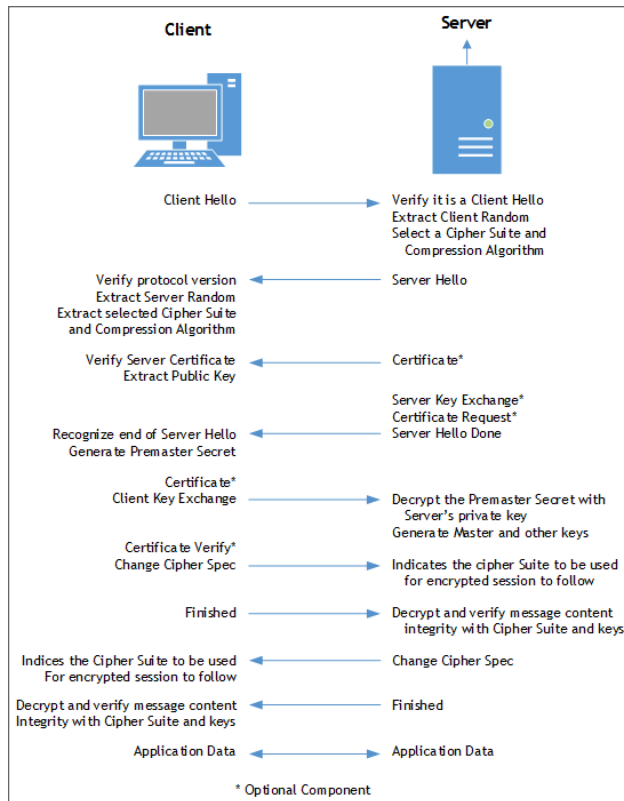 Client
Server
Client Hello
Verify it is a Client Hello
Extract Client Random
Select a Cipher Suite and
Compression Algorithm
Verify protocol version
Extract Server Random
Extract selected Cipher Suite
and Compression Algorithm
Server Hello
Verify Server Certificate
Extract Public Key
Certificate*
Server Key Exchange*
Certificate Request*
Server Hello Done
Recognize end of Server Hello
Generate Premaster Secret
Certificate*
Client Key Exchange
Decrypt the Premaster Secret with
Server's private key
Generate Master and other keys
Certificate Verify*
Change Cipher Spec
Indicates the cipher Suite to be used
for encrypted session to follow
Finished
Decrypt and verify message content
integrity with Cipher Suite and keys
Indices the Cipher Suite to be used
For encrypted session to follow
Change Cipher Spec
Decrypt and verify message content
Integrity with Cipher Suite and keys
Finished
Application Data
Application Data
* Optional Component